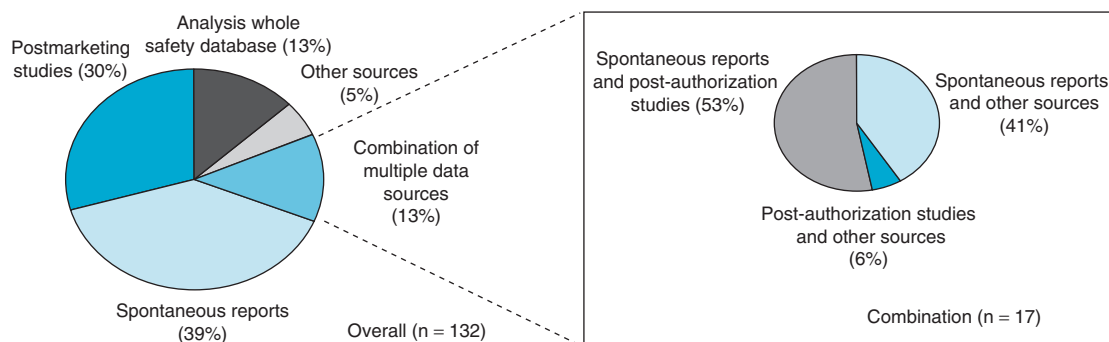 Analysis whole
safety database (13%)
Postmarketing
studies (30%)
Other sources
(5%)
Combination of
multiple data
sources
(13%)
Spontaneous reports
(39%)
Overall (n = 132)
Spontaneous reports
and post-authorization
studies (53%)
Spontaneous reports
and other sources
(41%)
Post-authorization studies
and other sources
(6%)
Combination (n = 17)